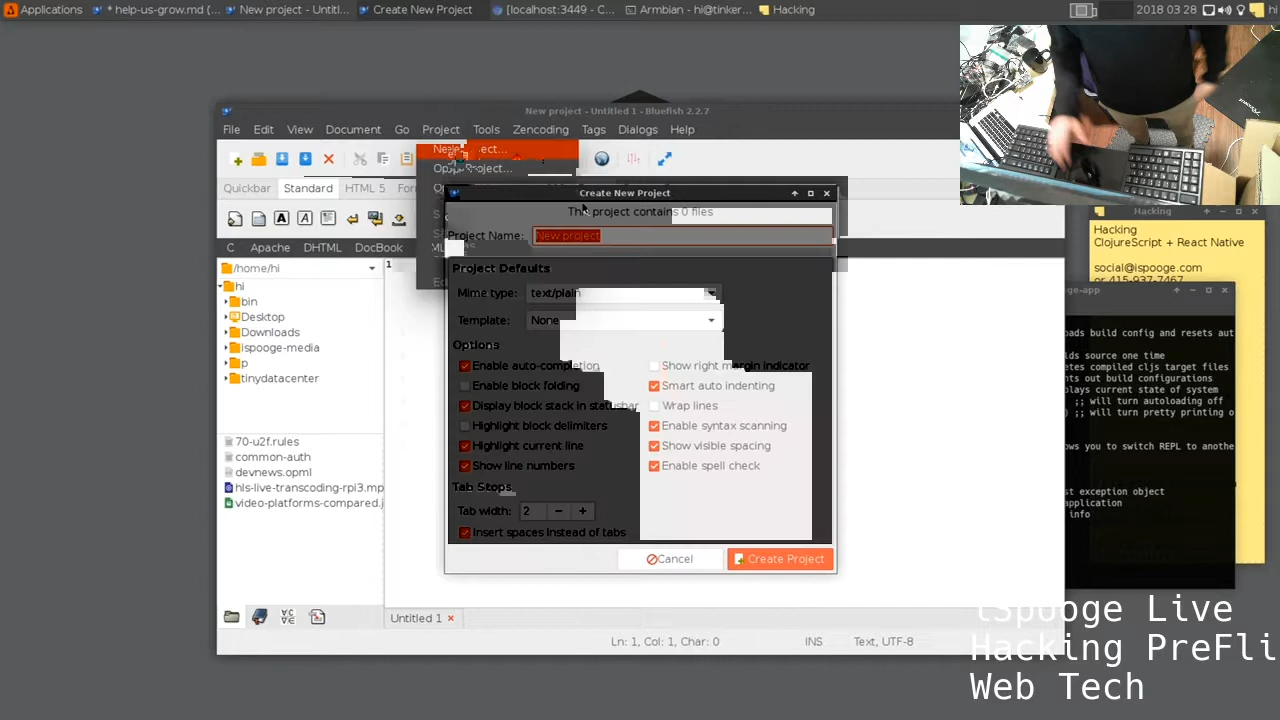 Applications
* help-us-grow.md (...
New project - Untitl...
Create New Project
[localhost:3449 - C...
Armbian - hi@tinker...
Hacking
2018 03 28
hi
New project - Untitled 1 - Bluefish 2.2.7
File Edit View Document Go Project Tools Zencoding Tags Dialogs Help
Quickbar Standard HTML 5
C Apache DHTML DocBook
/home/hi
hi
bin
Desktop
Downloads
ispooge-media
p
tinydatacenter
70-u2f.rules
common-auth
devnews.opml
hls-live-transcoding-rpi3.mp
video-platforms-compared.j
1
Create New Project
This project contains 0 files
Project Name: New project
Project Defaults
Mime type: text/plain
Template: None
Options
Enable auto-completion Show right margin indicator
Enable block folding Smart auto indenting
Display block stack in statusbar Wrap lines
Highlight block delimiters Enable syntax scanning
Highlight current line Show visible spacing
Show line numbers Enable spell check
Tab Stops
Tab width: 2 - +
Insert spaces instead of tabs
Cancel Create Project
Untitled 1
Ln: 1, Col: 1, Char: 0 INS Text, UTF-8
Hacking
Hacking
ClojureScript + React Native
social@ispooge.com
or 415-937-7467
ge-app
oads build config and resets aut
lds source one time
etes compiled cljs target files
nts out build configurations
plays current state of system
;; will turn autoloading off
) ;; will turn pretty printing o
ows you to switch REPL to anothe
st exception object
application
info
iSpooge Live
Hacking PreFli
Web Tech